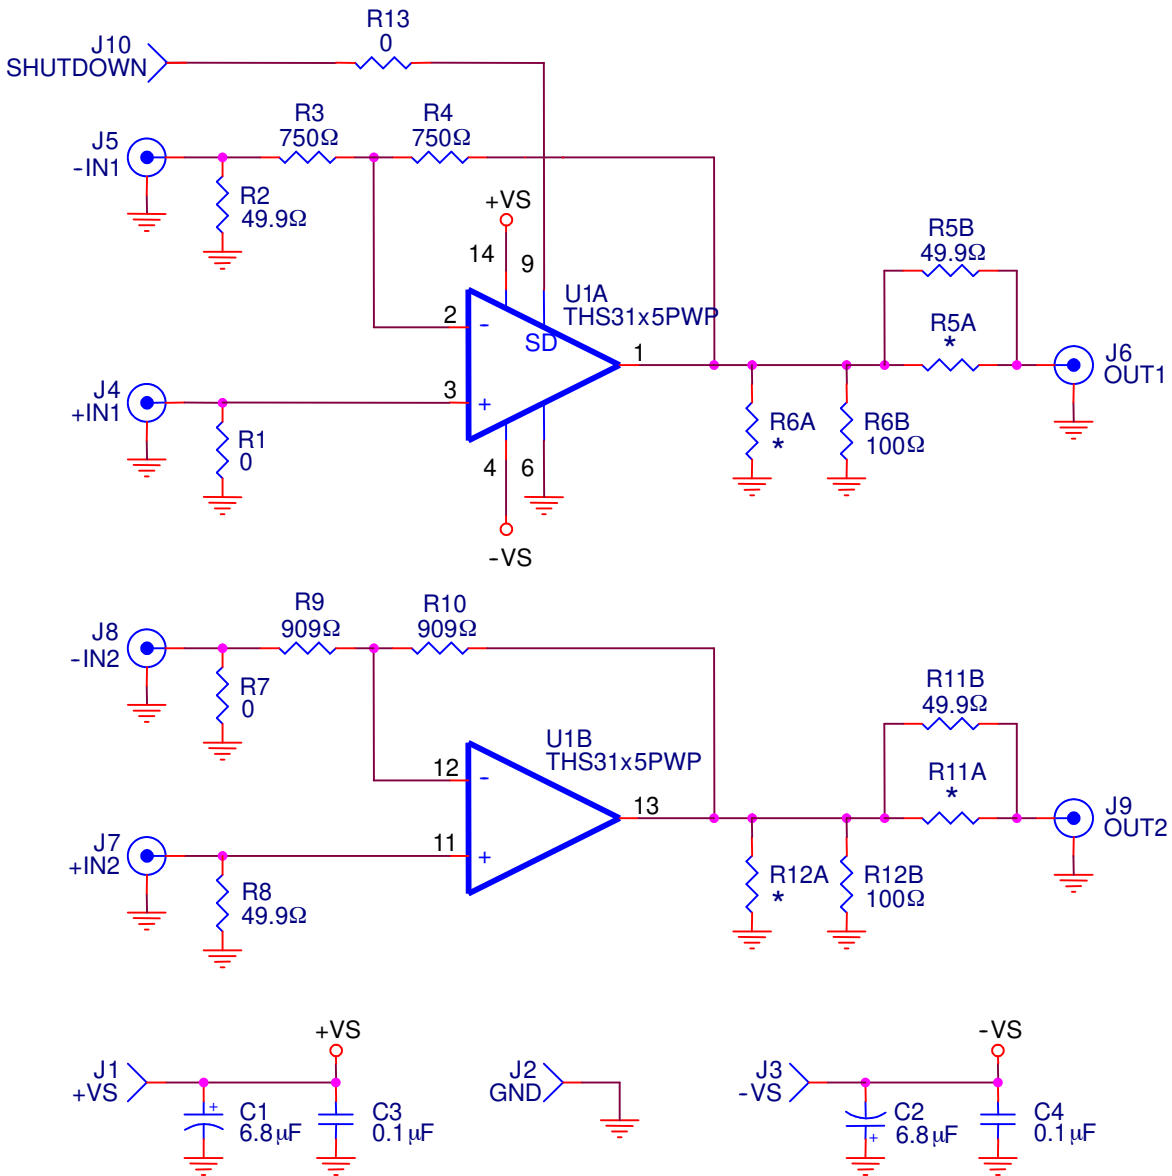 R13
0
J10
SHUTDOWN
R3
750Ω
R4
750Ω
J5
-IN1
R2
49.9Ω
+VS
14
9
U1A
THS31x5PWP
2
-
SD
1
R5B
49.9Ω
R5A
*
J6
OUT1
J4
+IN1
3
+
R1
0
4
6
-VS
R6A
*
R6B
100Ω
R9
909Ω
R10
909Ω
J8
-IN2
R7
0
U1B
THS31x5PWP
12
-
13
R11B
49.9Ω
R11A
*
J9
OUT2
J7
+IN2
11
+
R8
49.9Ω
R12A
*
R12B
100Ω
+VS
J1
+VS
+
C1
6.8µF
C3
0.1µF
J2
GND
-VS
J3
-VS
C2
6.8µF
+
C4
0.1µF